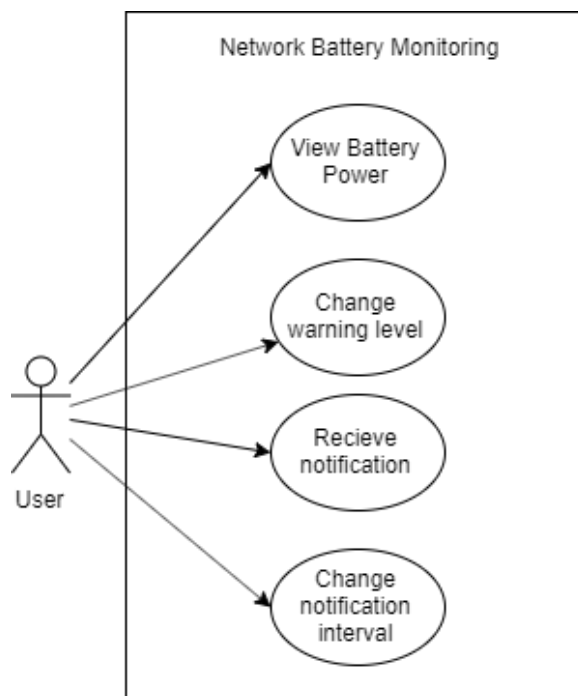 Network Battery Monitoring
View Battery
Power
Change
warning level
Recieve
notification
User
Change
notification
interval